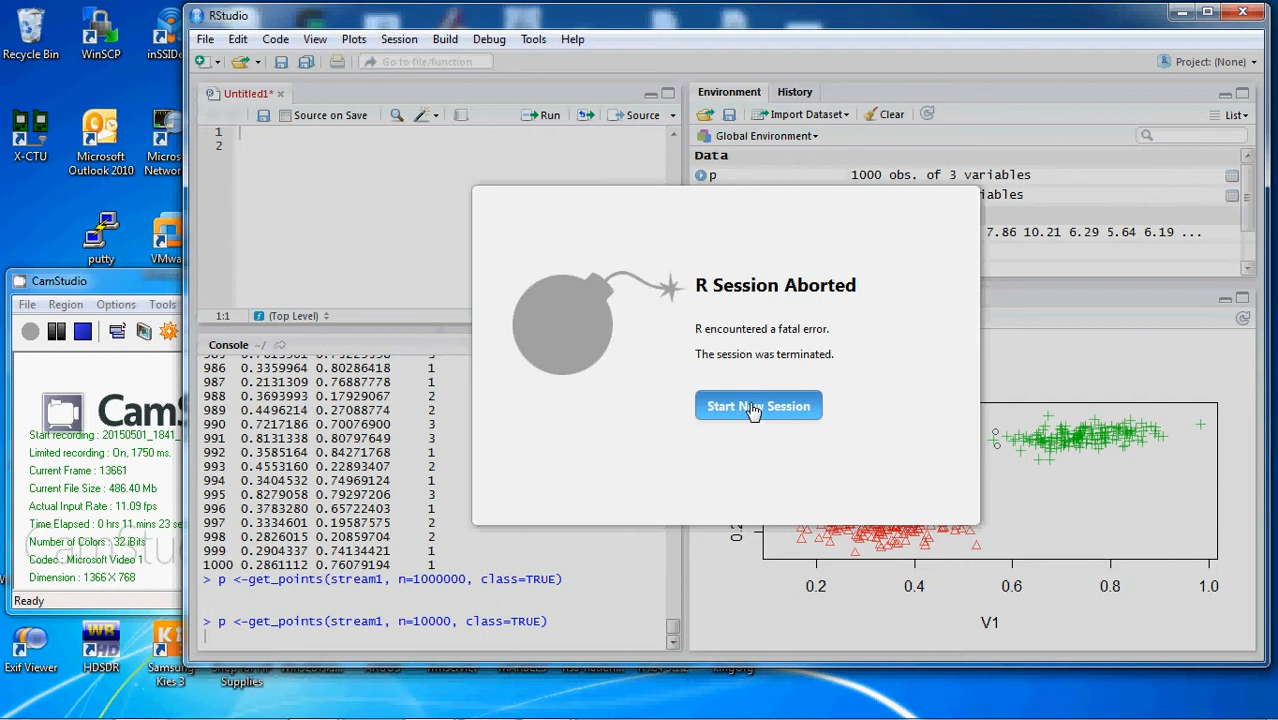 RStudio
File Edit Code View Plots Session Build Debug Tools Help
Go to file/function
Project: (None)
Untitled1*
Source on Save
Run
Source
1
2
1:1 (Top Level)
Console ~/
986 0.3359964 0.80286418 1
987 0.2131309 0.76887778 1
988 0.3693993 0.17929067 2
989 0.4496214 0.27088774 2
990 0.7217186 0.70076900 3
991 0.8131338 0.80797649 3
992 0.3585164 0.84271768 1
993 0.4553160 0.22833407 2
994 0.3404532 0.74969124 1
995 0.8279058 0.79297206 3
996 0.3783280 0.65722403 1
997 0.3334601 0.19587575 2
998 0.2826015 0.20859704 2
999 0.2904337 0.74134421 1
1000 0.2861112 0.76079194 1
> p <-get_points(stream1, n=1000000, class=TRUE)
> p <-get_points(stream1, n=10000, class=TRUE)
Environment History
Import Dataset Clear
List
Global Environment
Data
p 1000 obs. of 3 variables
7.86 10.21 6.29 5.64 6.19 ...
R Session Aborted
R encountered a fatal error.
The session was terminated.
Start New Session
0.2 0.4 0.6 0.8 1.0
V1
Recycle Bin
WinSCP
X-CTU
Microsoft
Outlook 2010
putty
CamStudio
File Region Options Tools
Start recording : 20150501_1841_
Limited recording : On, 1750 ms.
Current Frame : 13661
Current File Size : 486.40 Mb
Actual Input Rate : 11.09 fps
Time Elapsed : 0 hrs 11 mins 23 se
Number of Colors : 32 Bits
Codec : Microsoft Video 1
Dimension : 1366 X 768
Ready
Exif Viewer
HDSDR
Samsung
Kies 3
Supplies